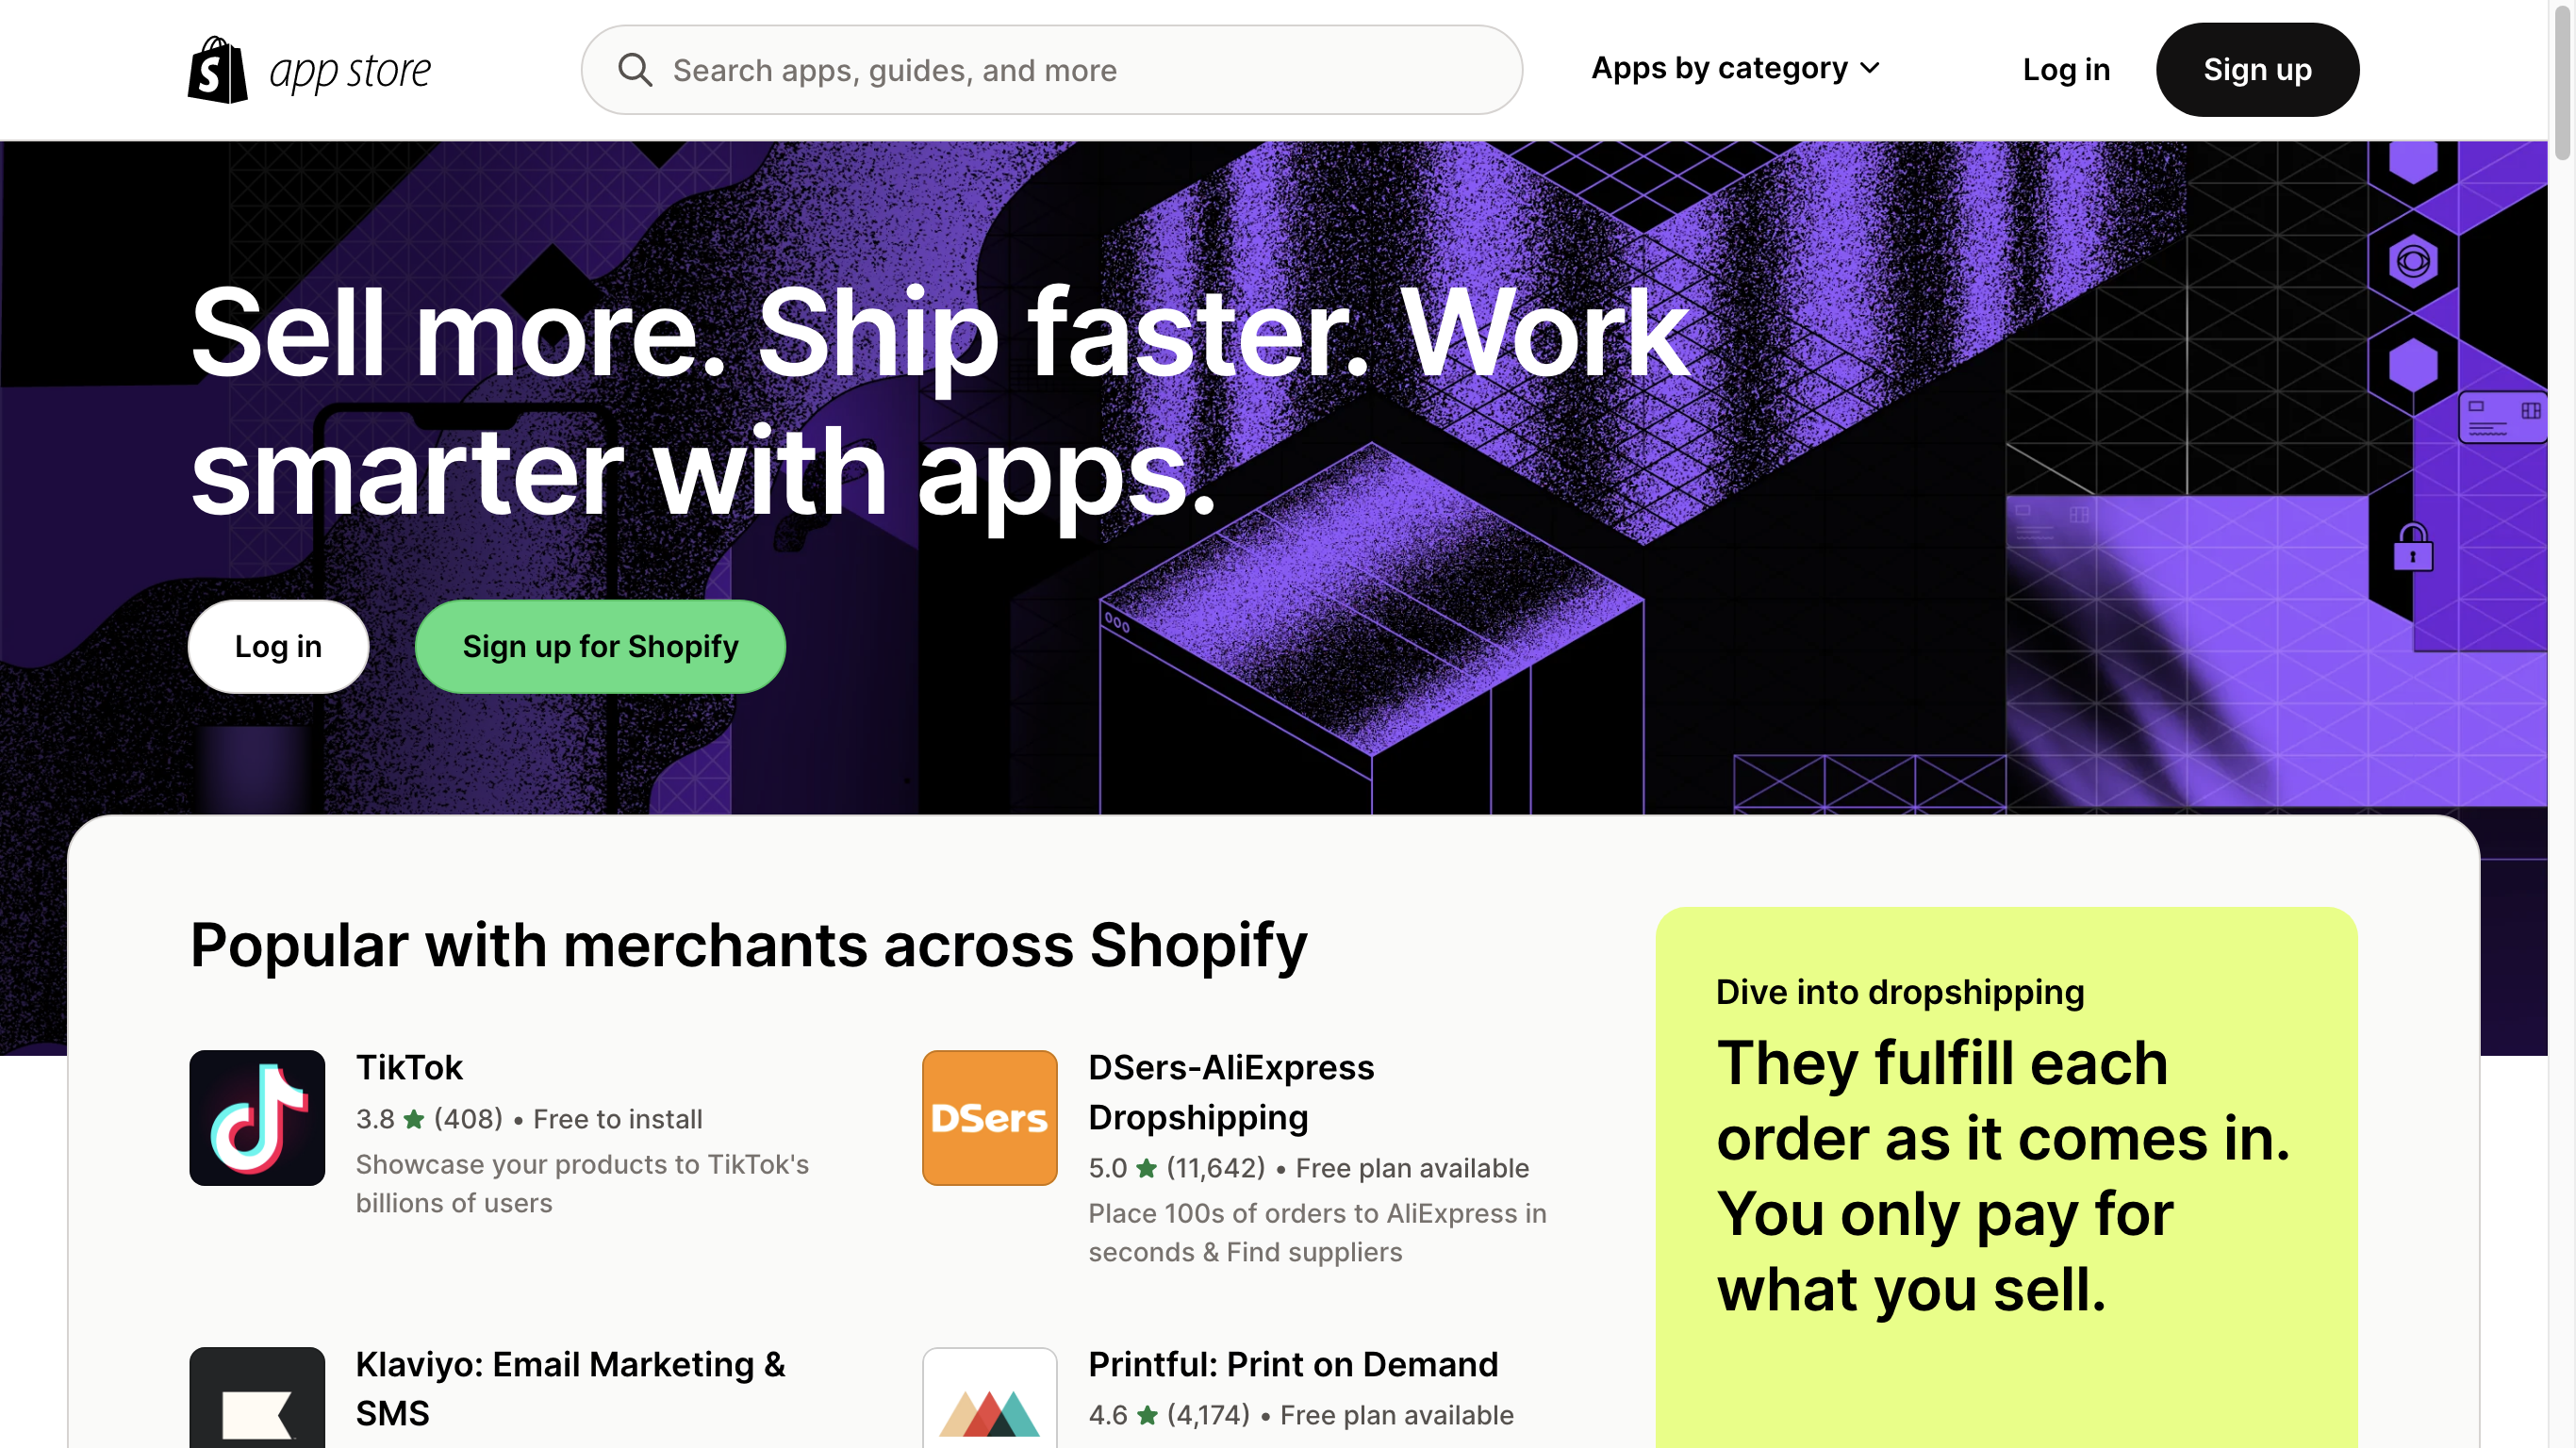 app store
Search apps, guides, and more
Apps by category
Log in
Sign up
Sell more. Ship faster. Work
smarter with apps.
Log in
Sign up for Shopify
Popular with merchants across Shopify
TikTok
3.8 ★ (408) • Free to install
Showcase your products to TikTok's
billions of users
DSers
DSers-AliExpress
Dropshipping
5.0 ★ (11,642) • Free plan available
Place 100s of orders to AliExpress in
seconds & Find suppliers
Klaviyo: Email Marketing &
SMS
Printful: Print on Demand
4.6 ★ (4,174) • Free plan available
Dive into dropshipping
They fulfill each
order as it comes in.
You only pay for
what you sell.